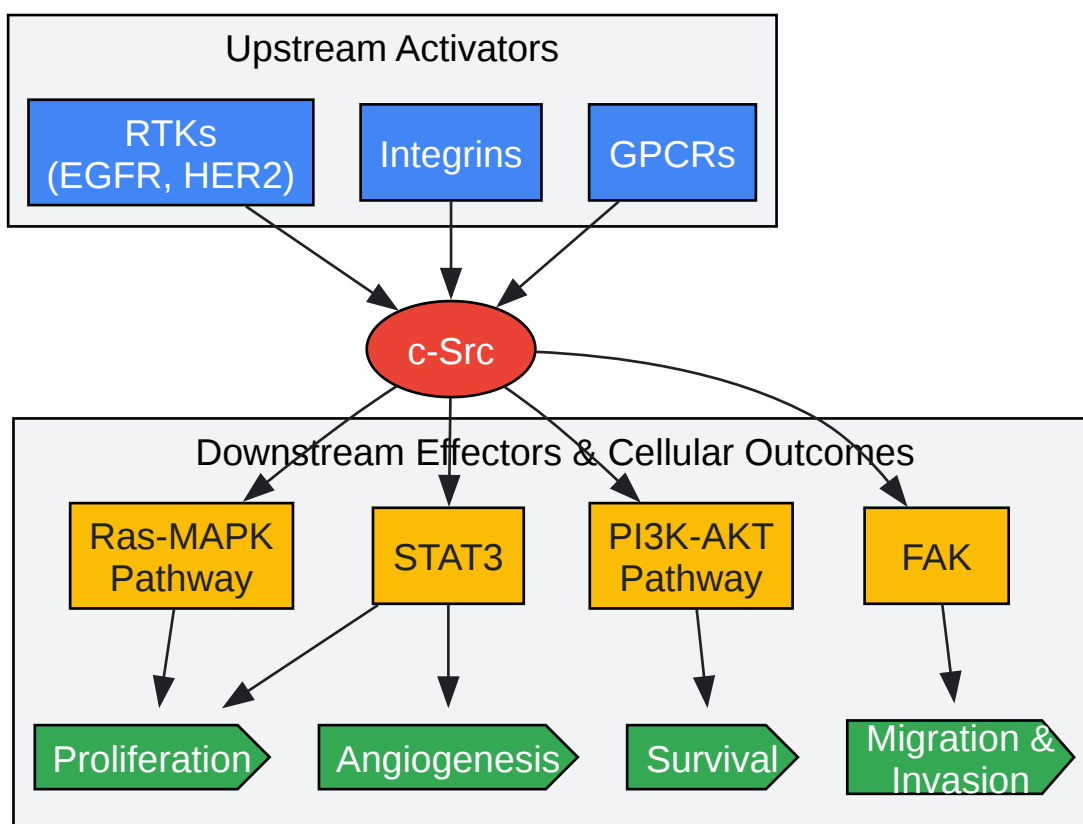 Upstream Activators
RTKs
(EGFR, HER2)
Integrins
GPCRs
c-Src
Downstream Effectors & Cellular Outcomes
Ras-MAPK
Pathway
STAT3
PI3K-AKT
Pathway
FAK
Proliferation
Angiogenesis
Survival
Migration &
Invasion